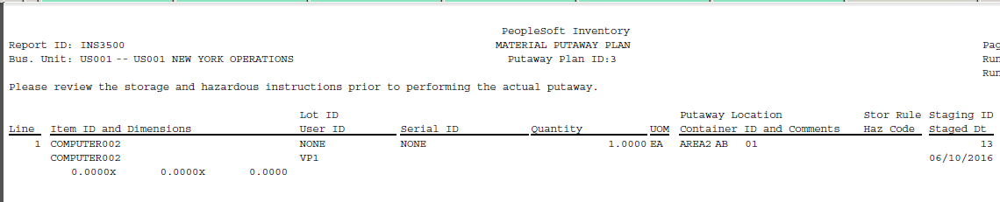 PeopleSoft Inventory
Report ID: INS3500 MATERIAL PUTAWAY PLAN Pag
Bus. Unit: US001 -- US001 NEW YORK OPERATIONS Putaway Plan ID:3 Run
Run
Please review the storage and hazardous instructions prior to performing the actual putaway.
Lot ID Putaway Location Stor Rule Staging ID
Line Item ID and Dimensions User ID Serial ID Quantity UOM Container ID and Comments Haz Code Staged Dt
1 COMPUTER002 NONE NONE 1.0000 EA AREA2 AB 01 13
COMPUTER002 VP1 06/10/2016
0.0000x 0.0000x 0.0000